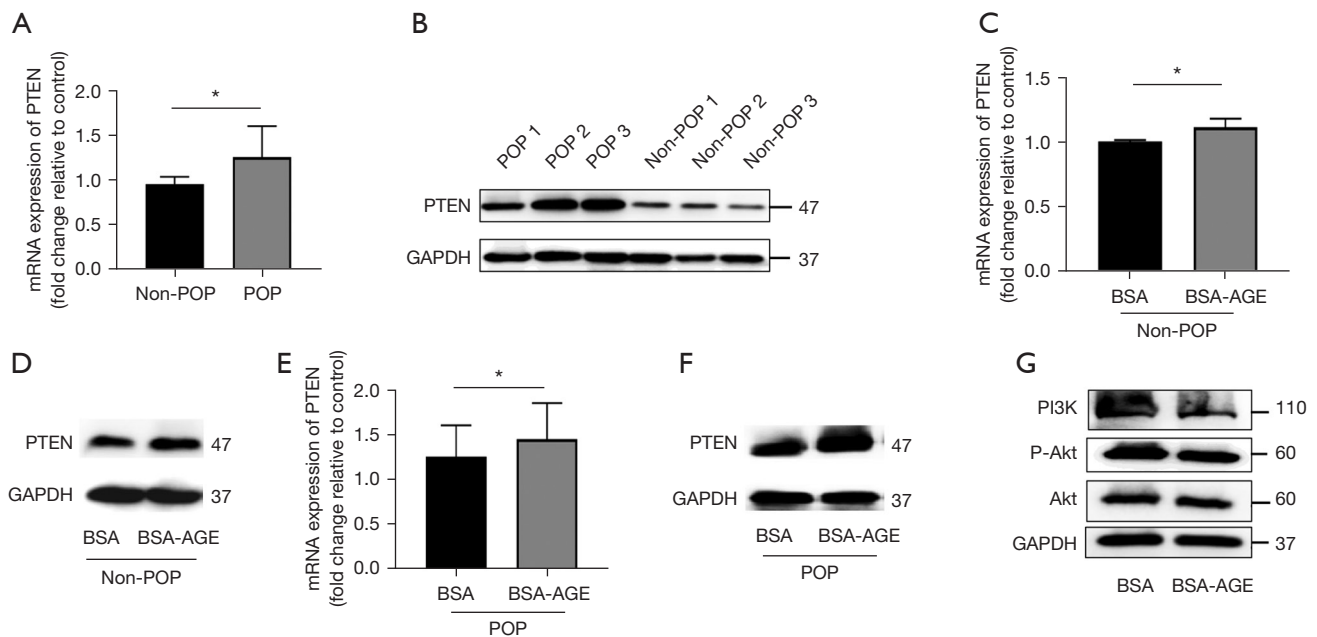 A
mRNA expression of PTEN
(fold change relative to control)
2.0
1.5
1.0
0.5
0.0
*
Non-POP POP
B
POP 1 POP 2 POP 3 Non-POP 1 Non-POP 2 Non-POP 3
PTEN 47
GAPDH 37
C
mRNA expression of PTEN
(fold change relative to control)
1.5
1.0
0.5
0.0
*
BSA BSA-AGE
Non-POP
D
PTEN 47
GAPDH 37
BSA BSA-AGE
Non-POP
E
mRNA expression of PTEN
(fold change relative to control)
2.0
1.5
1.0
0.5
0.0
*
BSA BSA-AGE
POP
F
PTEN 47
GAPDH 37
BSA BSA-AGE
POP
G
PI3K 110
P-Akt 60
Akt 60
GAPDH 37
BSA BSA-AGE